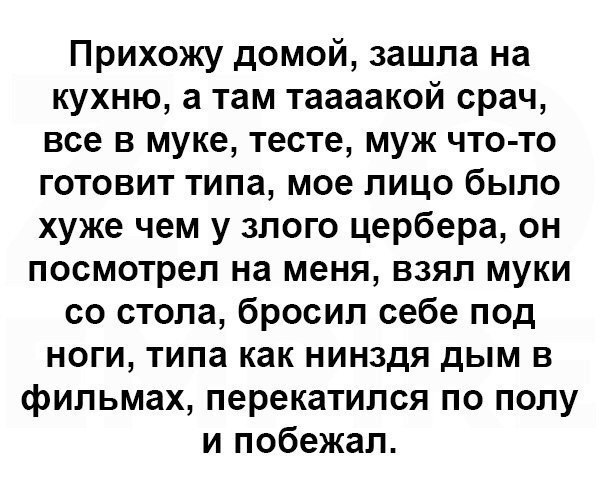 Прихожу домой, зашла на
кухню, а там таааакой срач,
все в муке, тесте, муж что-то
готовит типа, мое лицо было
хуже чем у злого цербера, он
посмотрел на меня, взял муки
со стола, бросил себе под
ноги, типа как нинздя дым в
фильмах, перекатился по полу
и побежал.